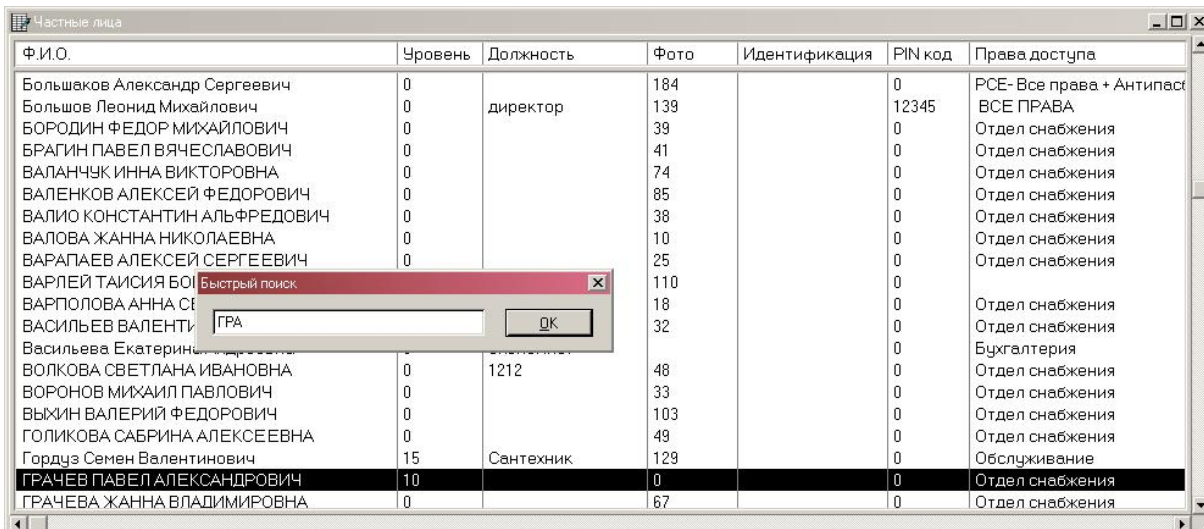 Частные лица
Ф.И.О. Уровень Должность Фото Идентификация PIN код Права доступа
Большаков Александр Сергеевич 0 184 0 РСЕ- Все права + Антипасб
Большов Леонид Михайлович 0 директор 139 12345 ВСЕ ПРАВА
БОРОДИН ФЕДОР МИХАЙЛОВИЧ 0 39 0 Отдел снабжения
БРАГИН ПАВЕЛ ВЯЧЕСЛАВОВИЧ 0 41 0 Отдел снабжения
ВАЛАНЧУК ИННА ВИКТОРОВНА 0 74 0 Отдел снабжения
ВАЛЕНКОВ АЛЕКСЕЙ ФЕДОРОВИЧ 0 85 0 Отдел снабжения
ВАЛИО КОНСТАНТИН АЛЬФРЕДОВИЧ 0 38 0 Отдел снабжения
ВАЛОВА ЖАННА НИКОЛАЕВНА 0 10 0 Отдел снабжения
ВАРАПАЕВ АЛЕКСЕЙ СЕРГЕЕВИЧ 0 25 0 Отдел снабжения
ВАРЛЕЙ ТАИСИЯ 110 0
ВАРПОЛОВА АННА 18 0 Отдел снабжения
ВАСИЛЬЕВ 32 0 Отдел снабжения
Васильева 0 Бухгалтерия
Быстрый поиск
ГРА
OK
ВОЛКОВА СВЕТЛАНА ИВАНОВНА 0 1212 48 0 Отдел снабжения
ВОРОНОВ МИХАИЛ ПАВЛОВИЧ 0 33 0 Отдел снабжения
ВЫХИН ВАЛЕРИЙ ФЕДОРОВИЧ 0 103 0 Отдел снабжения
ГОЛИКОВА САБРИНА АЛЕКСЕЕВНА 0 49 0 Отдел снабжения
Гордуз Семен Валентинович 15 Сантехник 129 0 Обслуживание
ГРАЧЕВ ПАВЕЛ АЛЕКСАНДРОВИЧ 10 0 0 Отдел снабжения
ГРАЧЕВА ЖАННА ВЛАДИМИРОВНА 0 67 0 Отдел снабжения